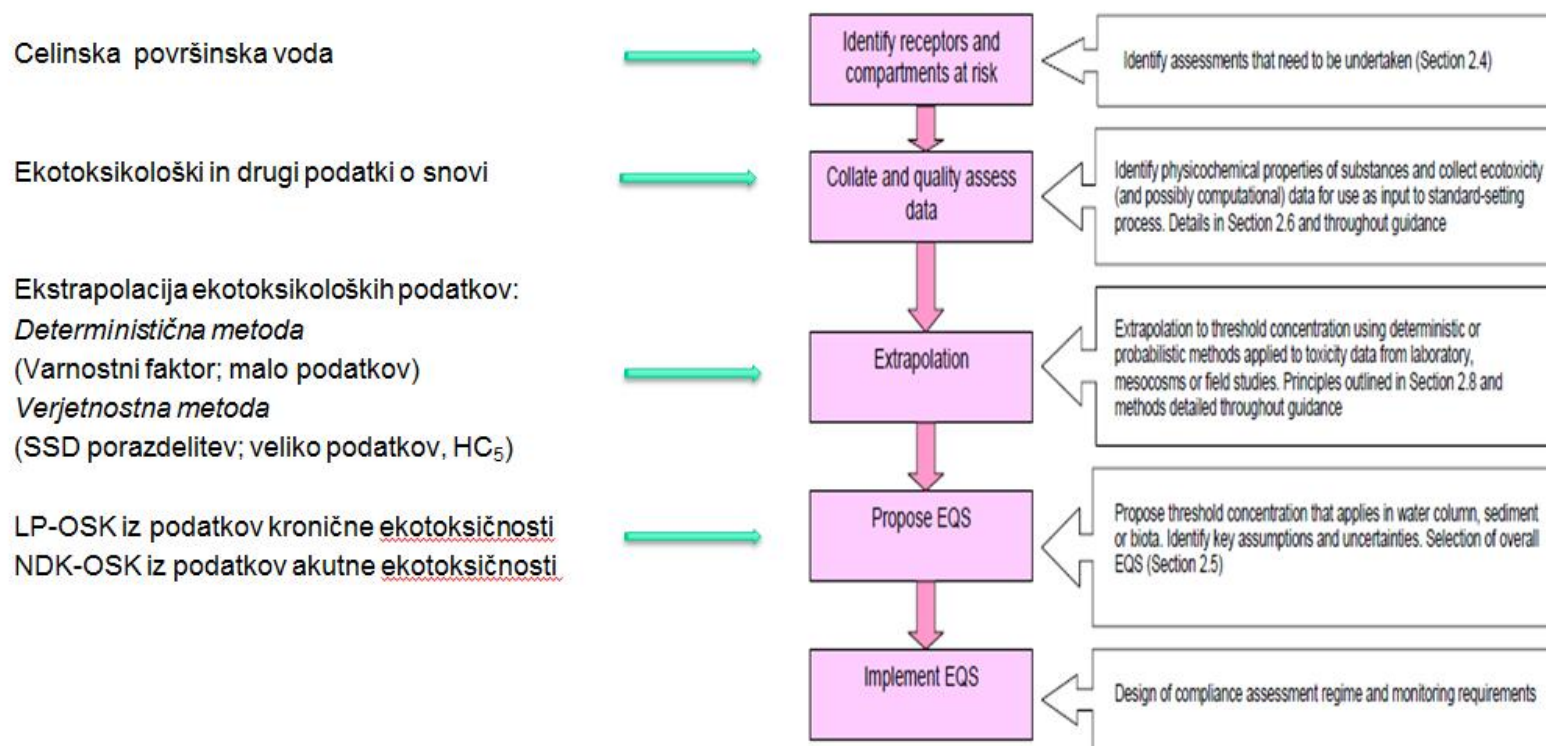 Celinska površinska voda
Identify receptors and
compartments at risk
Identify assessments that need to be undertaken (Section 2.4)
Ekotoksikološki in drugi podatki o snovi
Collate and quality assess
data
Identify physicochemical properties of substances and collect ecotoxicity
(and possibly computational) data for use as input to standard-setting
process. Details in Section 2.6 and throughout guidance
Ekstrapolacija ekotoksikoloških podatkov:
Deterministična metoda
(Varnostni faktor; malo podatkov)
Verjetnostna metoda
(SSD porazdelitev; veliko podatkov, HC5)
Extrapolation
Extrapolation to threshold concentration using deterministic or
probabilistic methods applied to toxicity data from laboratory,
mesocosms or field studies. Principles outlined in Section 2.8 and
methods detailed throughout guidance
LP-OSK iz podatkov kronične ekotoksičnosti
NDK-OSK iz podatkov akutne ekotoksičnosti
Propose EQS
Propose threshold concentration that applies in water column, sediment
or biota. Identify key assumptions and uncertainties. Selection of overall
EQS (Section 2.5)
Implement EQS
Design of compliance assessment regime and monitoring requirements